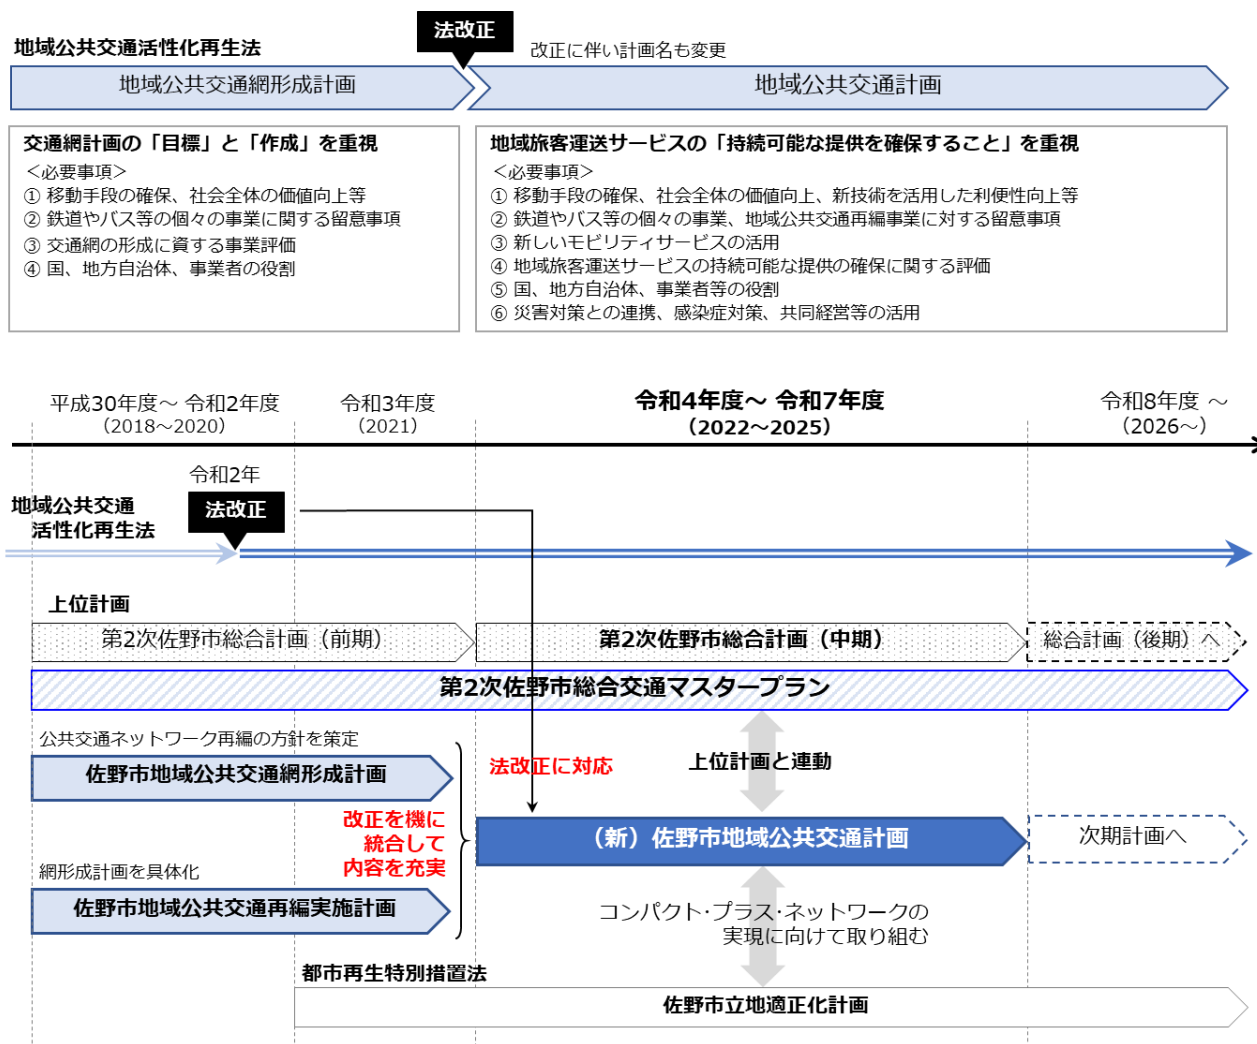 法改正
地域公共交通活性化再生法
改正に伴い計画名も変更
地域公共交通網形成計画
地域公共交通計画
交通網計画の「目標」と「作成」を重視
＜必要事項＞
① 移動手段の確保、社会全体の価値向上等
② 鉄道やバス等の個々の事業に関する留意事項
③ 交通網の形成に資する事業評価
④ 国、地方自治体、事業者の役割
地域旅客運送サービスの「持続可能な提供を確保すること」を重視
＜必要事項＞
① 移動手段の確保、社会全体の価値向上、新技術を活用した利便性向上等
② 鉄道やバス等の個々の事業、地域公共交通再編事業に対する留意事項
③ 新しいモビリティサービスの活用
④ 地域旅客運送サービスの持続可能な提供の確保に関する評価
⑤ 国、地方自治体、事業者等の役割
⑥ 災害対策との連携、感染症対策、共同経営等の活用
平成30年度～ 令和2年度
（2018～2020）
令和3年度
（2021）
令和4年度～ 令和7年度
（2022～2025）
令和8年度 ～
（2026～）
令和2年
法改正
地域公共交通
活性化再生法
上位計画
第2次佐野市総合計画（前期）
第2次佐野市総合計画（中期）
総合計画（後期）へ
第2次佐野市総合交通マスタープラン
公共交通ネットワーク再編の方針を策定
佐野市地域公共交通網形成計画
法改正に対応
上位計画と連動
改正を機に
統合して
内容を充実
（新）佐野市地域公共交通計画
次期計画へ
網形成計画を具体化
佐野市地域公共交通再編実施計画
コンパクト･プラス･ネットワークの
実現に向けて取り組む
都市再生特別措置法
佐野市立地適正化計画